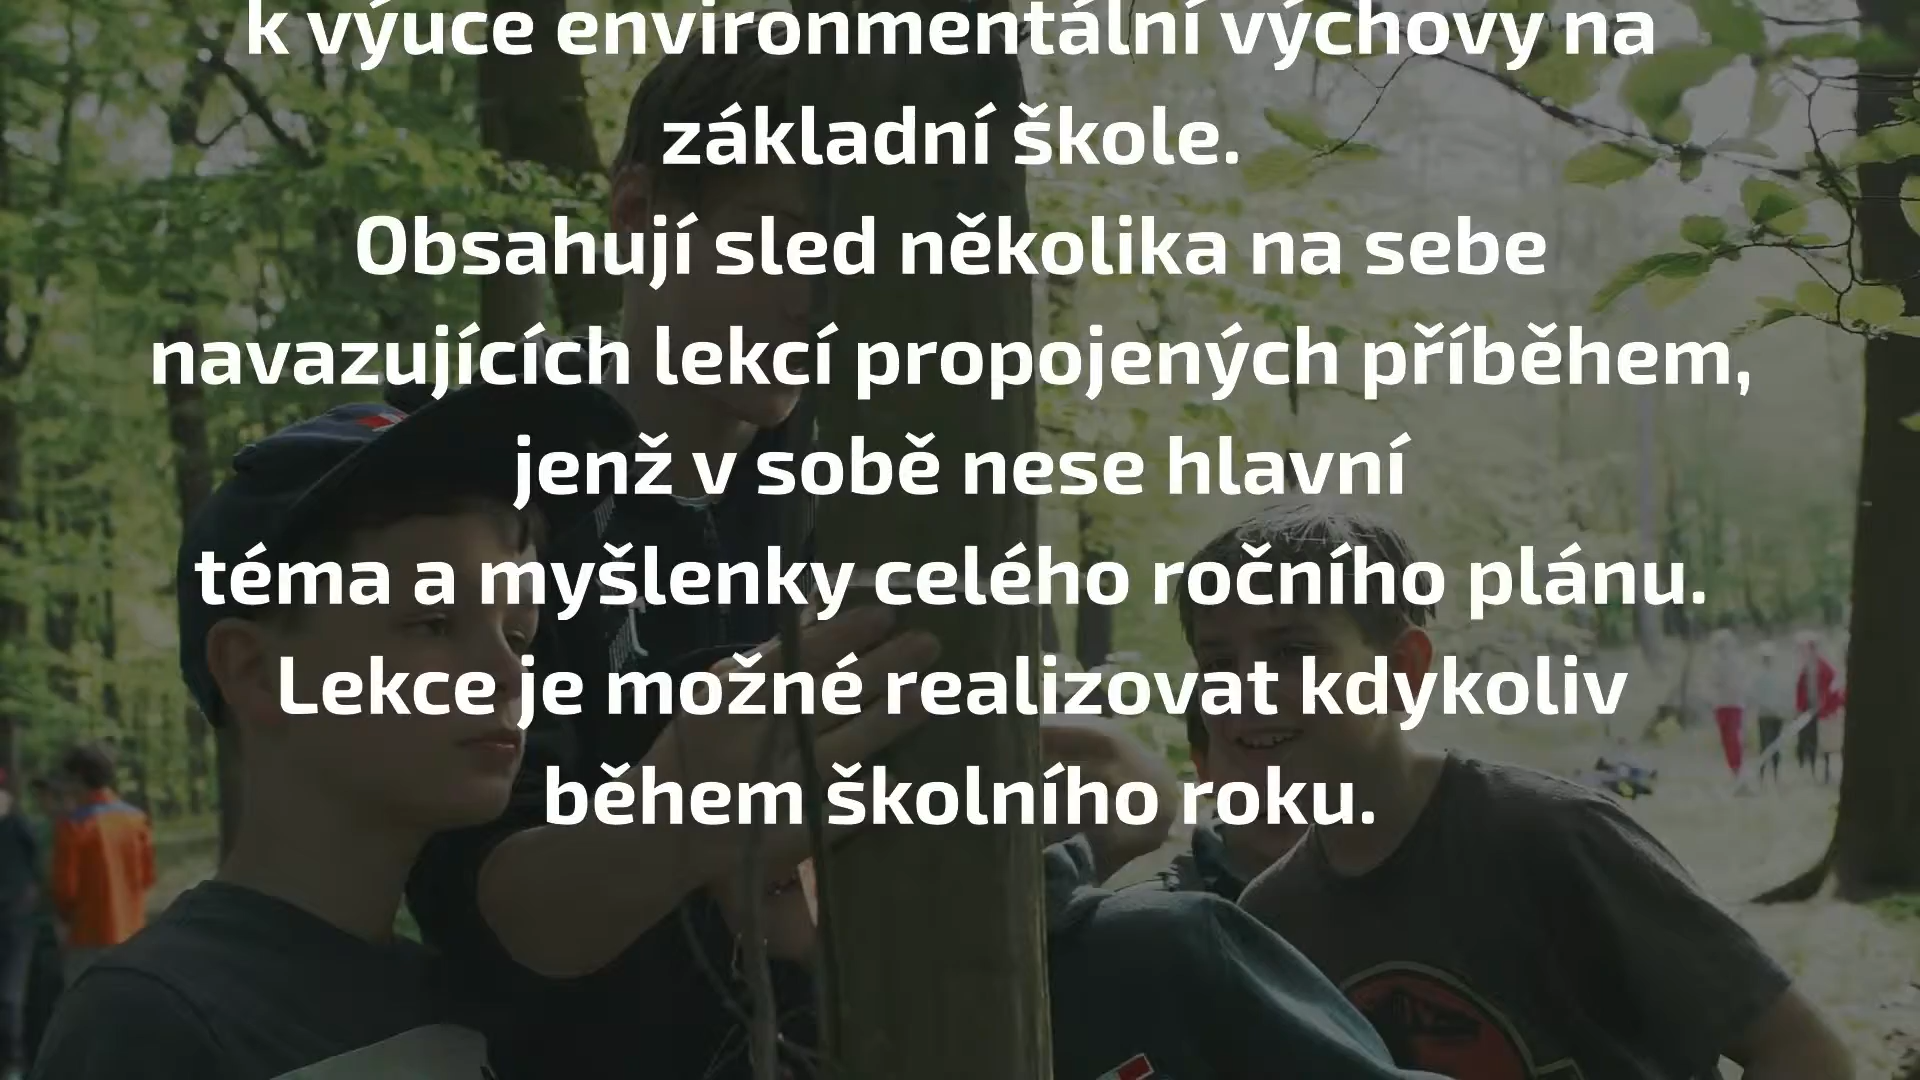 k výuce environmentální výchovy na
základní škole.
Obsahují sled několika na sebe
navazujících lekcí propojených příběhem,
jenž v sobě nese hlavní
téma a myšlenky celého ročního plánu.
Lekce je možné realizovat kdykoliv
během školního roku.